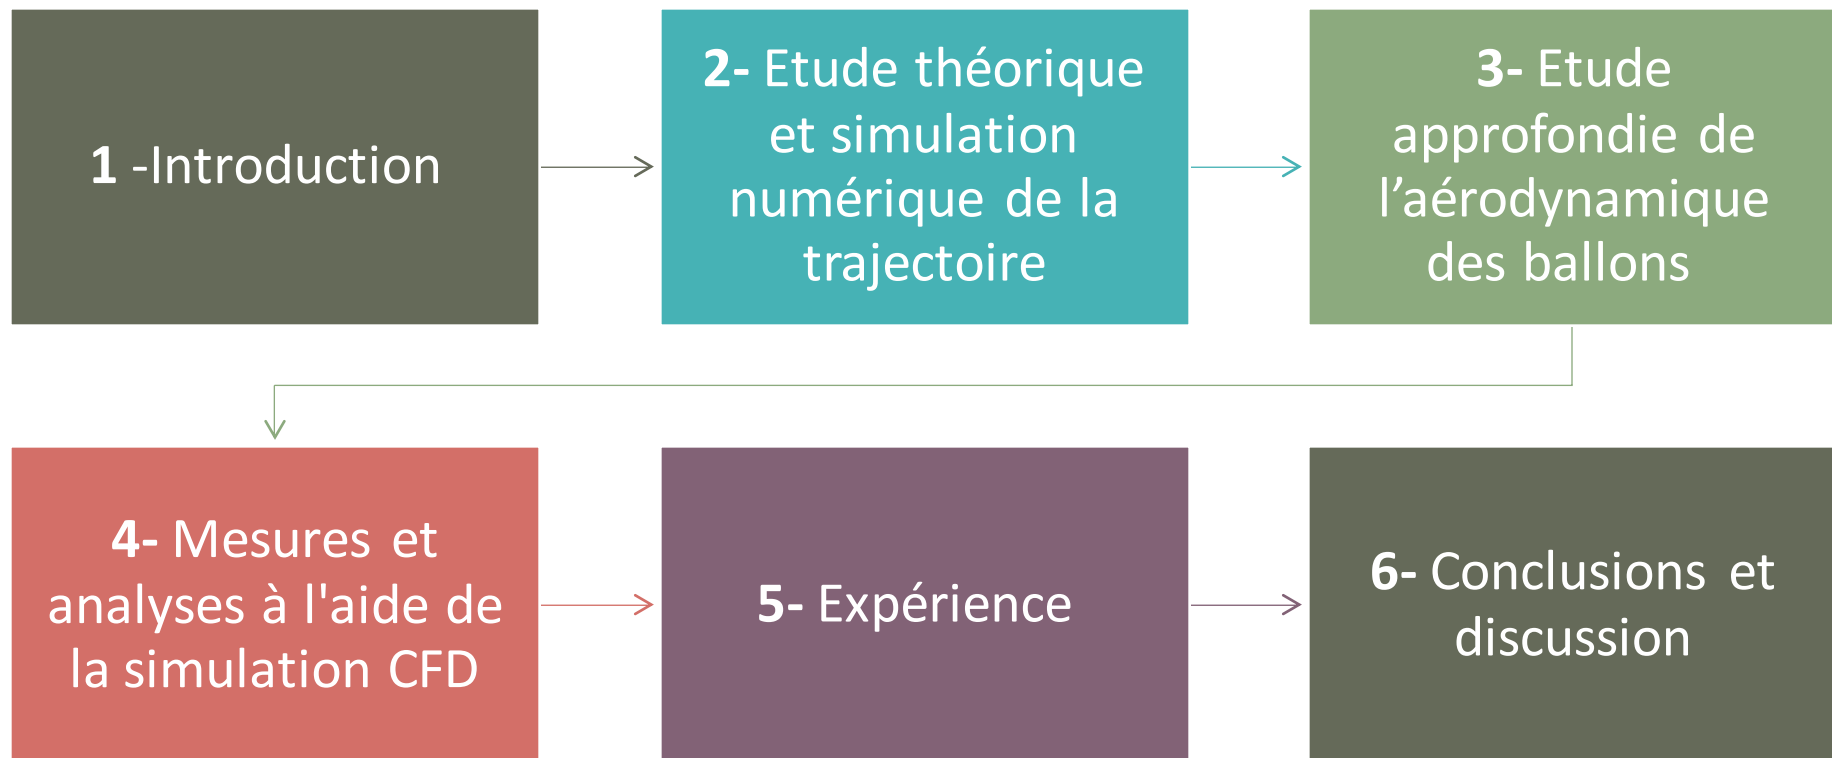 1 -Introduction
2- Etude théorique
et simulation
numérique de la
trajectoire
3- Etude
approfondie de
l’aérodynamique
des ballons
4- Mesures et
analyses à l'aide de
la simulation CFD
5- Expérience
6- Conclusions et
discussion